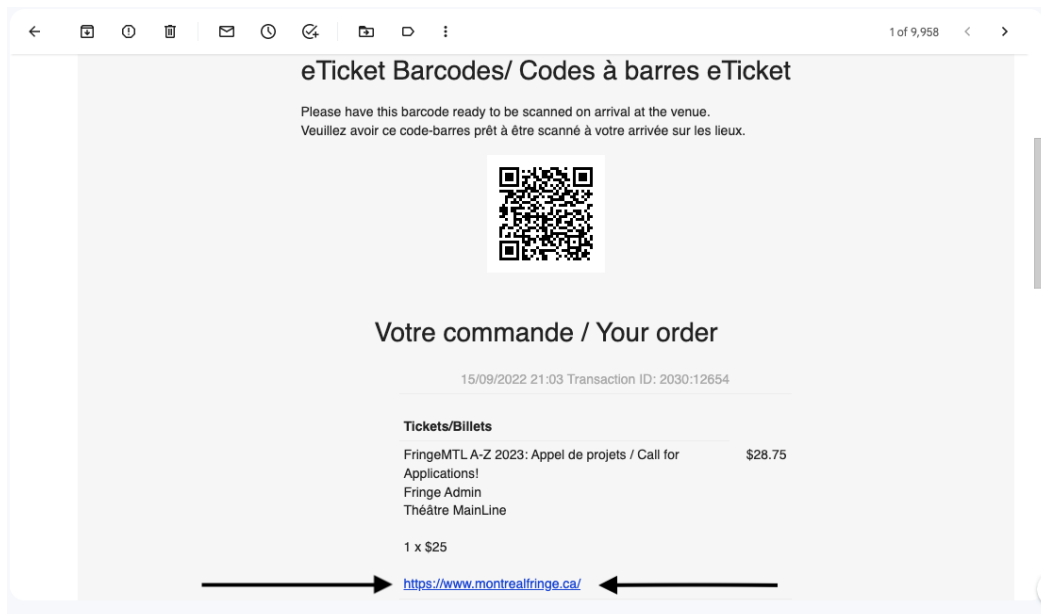 1 of 9,958
eTicket Barcodes/ Codes à barres eTicket
Please have this barcode ready to be scanned on arrival at the venue.
Veuillez avoir ce code-barres prêt à être scanné à votre arrivée sur les lieux.
Votre commande / Your order
15/09/2022 21:03 Transaction ID: 2030:12654
Tickets/Billets
FringeMTL A-Z 2023: Appel de projets / Call for $28.75
Applications!
Fringe Admin
Théâtre MainLine
1 x $25
https://www.montrealfringe.ca/